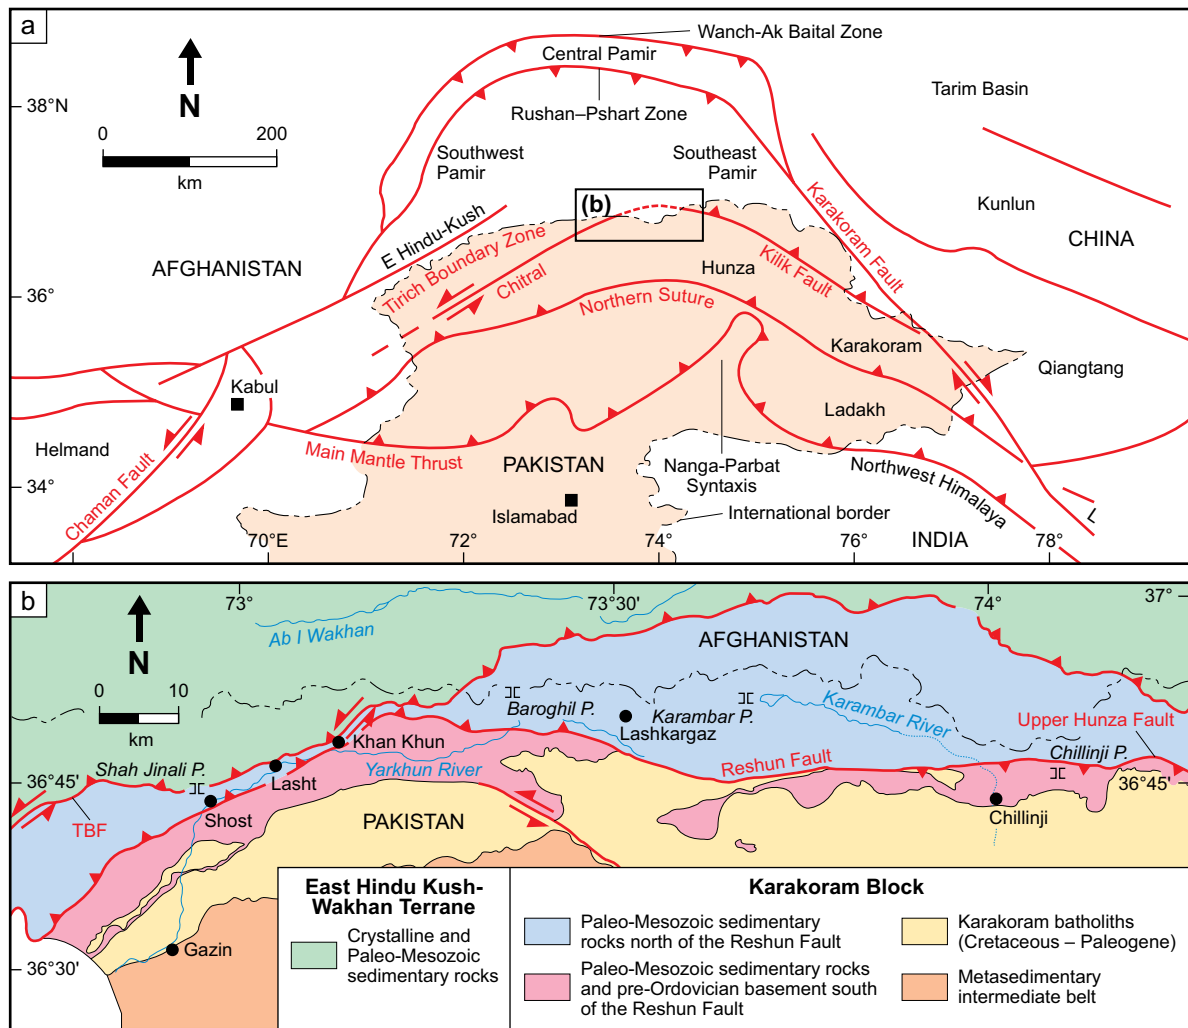 a
Wanch-Ak Baital Zone
Central Pamir
38°N
N
Tarim Basin
Rushan–Pshart Zone
0 200
km
Southwest
Pamir
Southeast
Pamir
(b)
Karakoram Fault
Kunlun
E Hindu-Kush
CHINA
AFGHANISTAN
Tirich Boundary Zone
Chitral
Hunza
Kilik Fault
36°
Northern Suture
Karakoram
Qiangtang
Kabul
Ladakh
Helmand
Main Mantle Thrust
PAKISTAN
Nanga-Parbat
Syntaxis
Northwest Himalaya
Chaman Fault
34°
Islamabad
International border
L
70°E 72 74 76° INDIA 78°
b
73° 73°30' 74° 37°
Ab I Wakhan
AFGHANISTAN
N
0 10
km
Baroghil P.
Karambar P.
Karambar River
Lashkargaz
Upper Hunza Fault
Khan Khun
Chillinji P.
Shah Jinali P.
Yarkhun River
Reshun Fault
Lasht
36°45'
36°45'
TBF
Shost
PAKISTAN
Chillinji
Gazin
36°30'
East Hindu Kush-
Wakhan Terrane
Crystalline and
Paleo-Mesozoic
sedimentary rocks
Karakoram Block
Paleo-Mesozoic sedimentary
rocks north of the Reshun Fault
Paleo-Mesozoic sedimentary rocks
and pre-Ordovician basement south
of the Reshun Fault
Karakoram batholiths
(Cretaceous – Paleogene)
Metasedimentary
intermediate belt